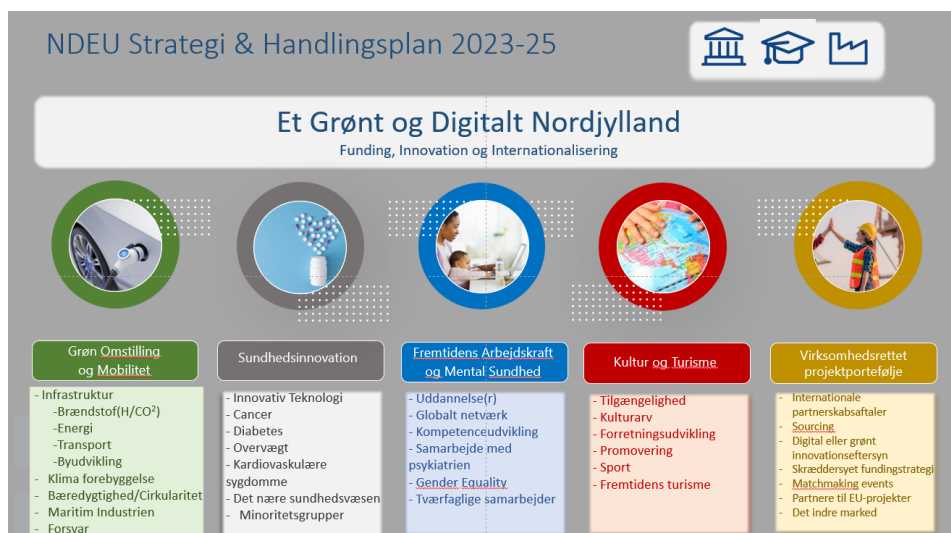 NDEU Strategi & Handlingsplan 2023-25
Et Grønt og Digitalt Nordjylland
Funding, Innovation og Internationalisering
Grøn Omstilling
og Mobilitet
- Infrastruktur
-Brændstof(H/CO²)
-Energi
-Transport
-Byudvikling
- Klima forebyggelse
- Bæredygtighed/Cirkularitet
- Maritim Industrien
- Forsvar
Sundhedsinnovation
- Innovativ Teknologi
- Cancer
- Diabetes
- Overvægt
- Kardiovaskulære
sygdomme
- Det nære sundhedsvæsen
- Minoritetsgrupper
Fremtidens Arbejdskraft
og Mental Sundhed
- Uddannelse(r)
- Globalt netværk
- Kompetenceudvikling
- Samarbejde med
psykiatrien
- Gender Equality
- Tværfaglige samarbejder
Kultur og Turisme
- Tilgængelighed
- Kulturarv
- Forretningsudvikling
- Promovering
- Sport
- Fremtidens turisme
Virksomhedsrettet
projektportefølje
- Internationale
partnerskabsaftaler
- Sourcing
- Digital eller grønt
innovationseftersyn
- Skræddersyet fundingstrategi
- Matchmaking events
- Partnere til EU-projekter
- Det indre marked